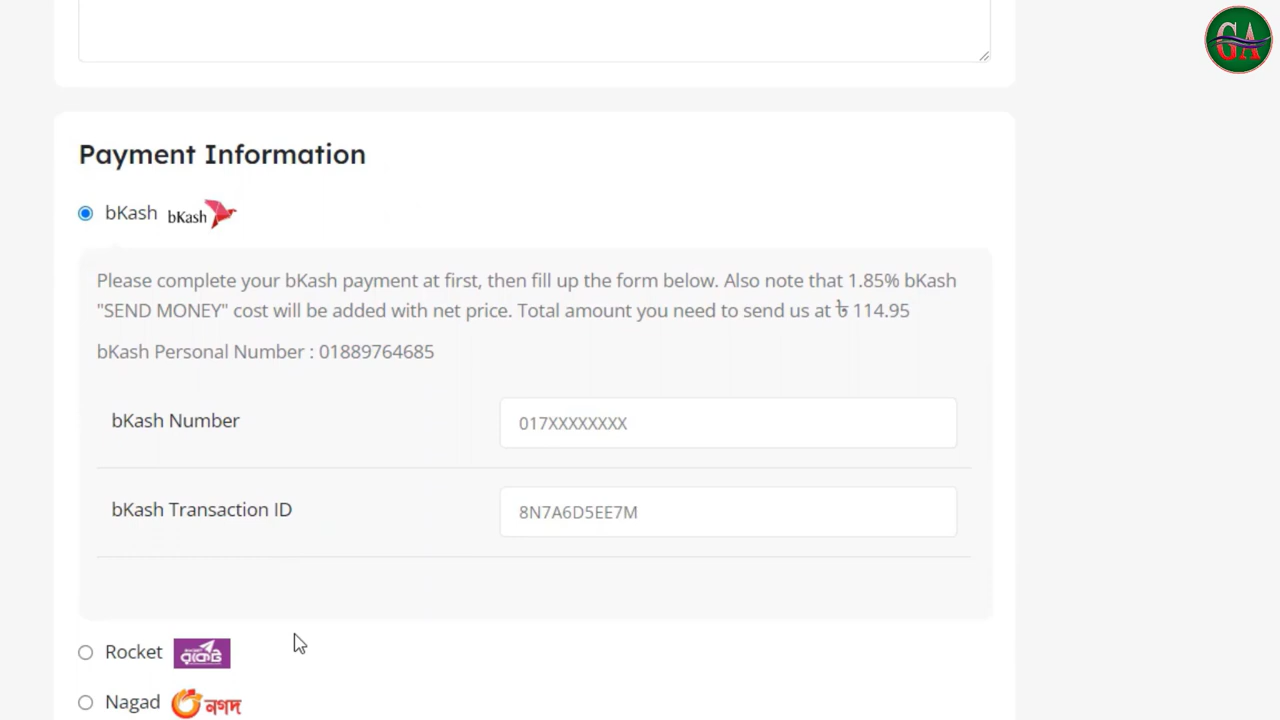 GA
Payment Information
bKash bKash
Please complete your bKash payment at first, then fill up the form below. Also note that 1.85% bKash
"SEND MONEY" cost will be added with net price. Total amount you need to send us at ৳ 114.95
bKash Personal Number : 01889764685
bKash Number 017XXXXXXXX
bKash Transaction ID 8N7A6D5EE7M
Rocket রকেট
Nagad নগদ